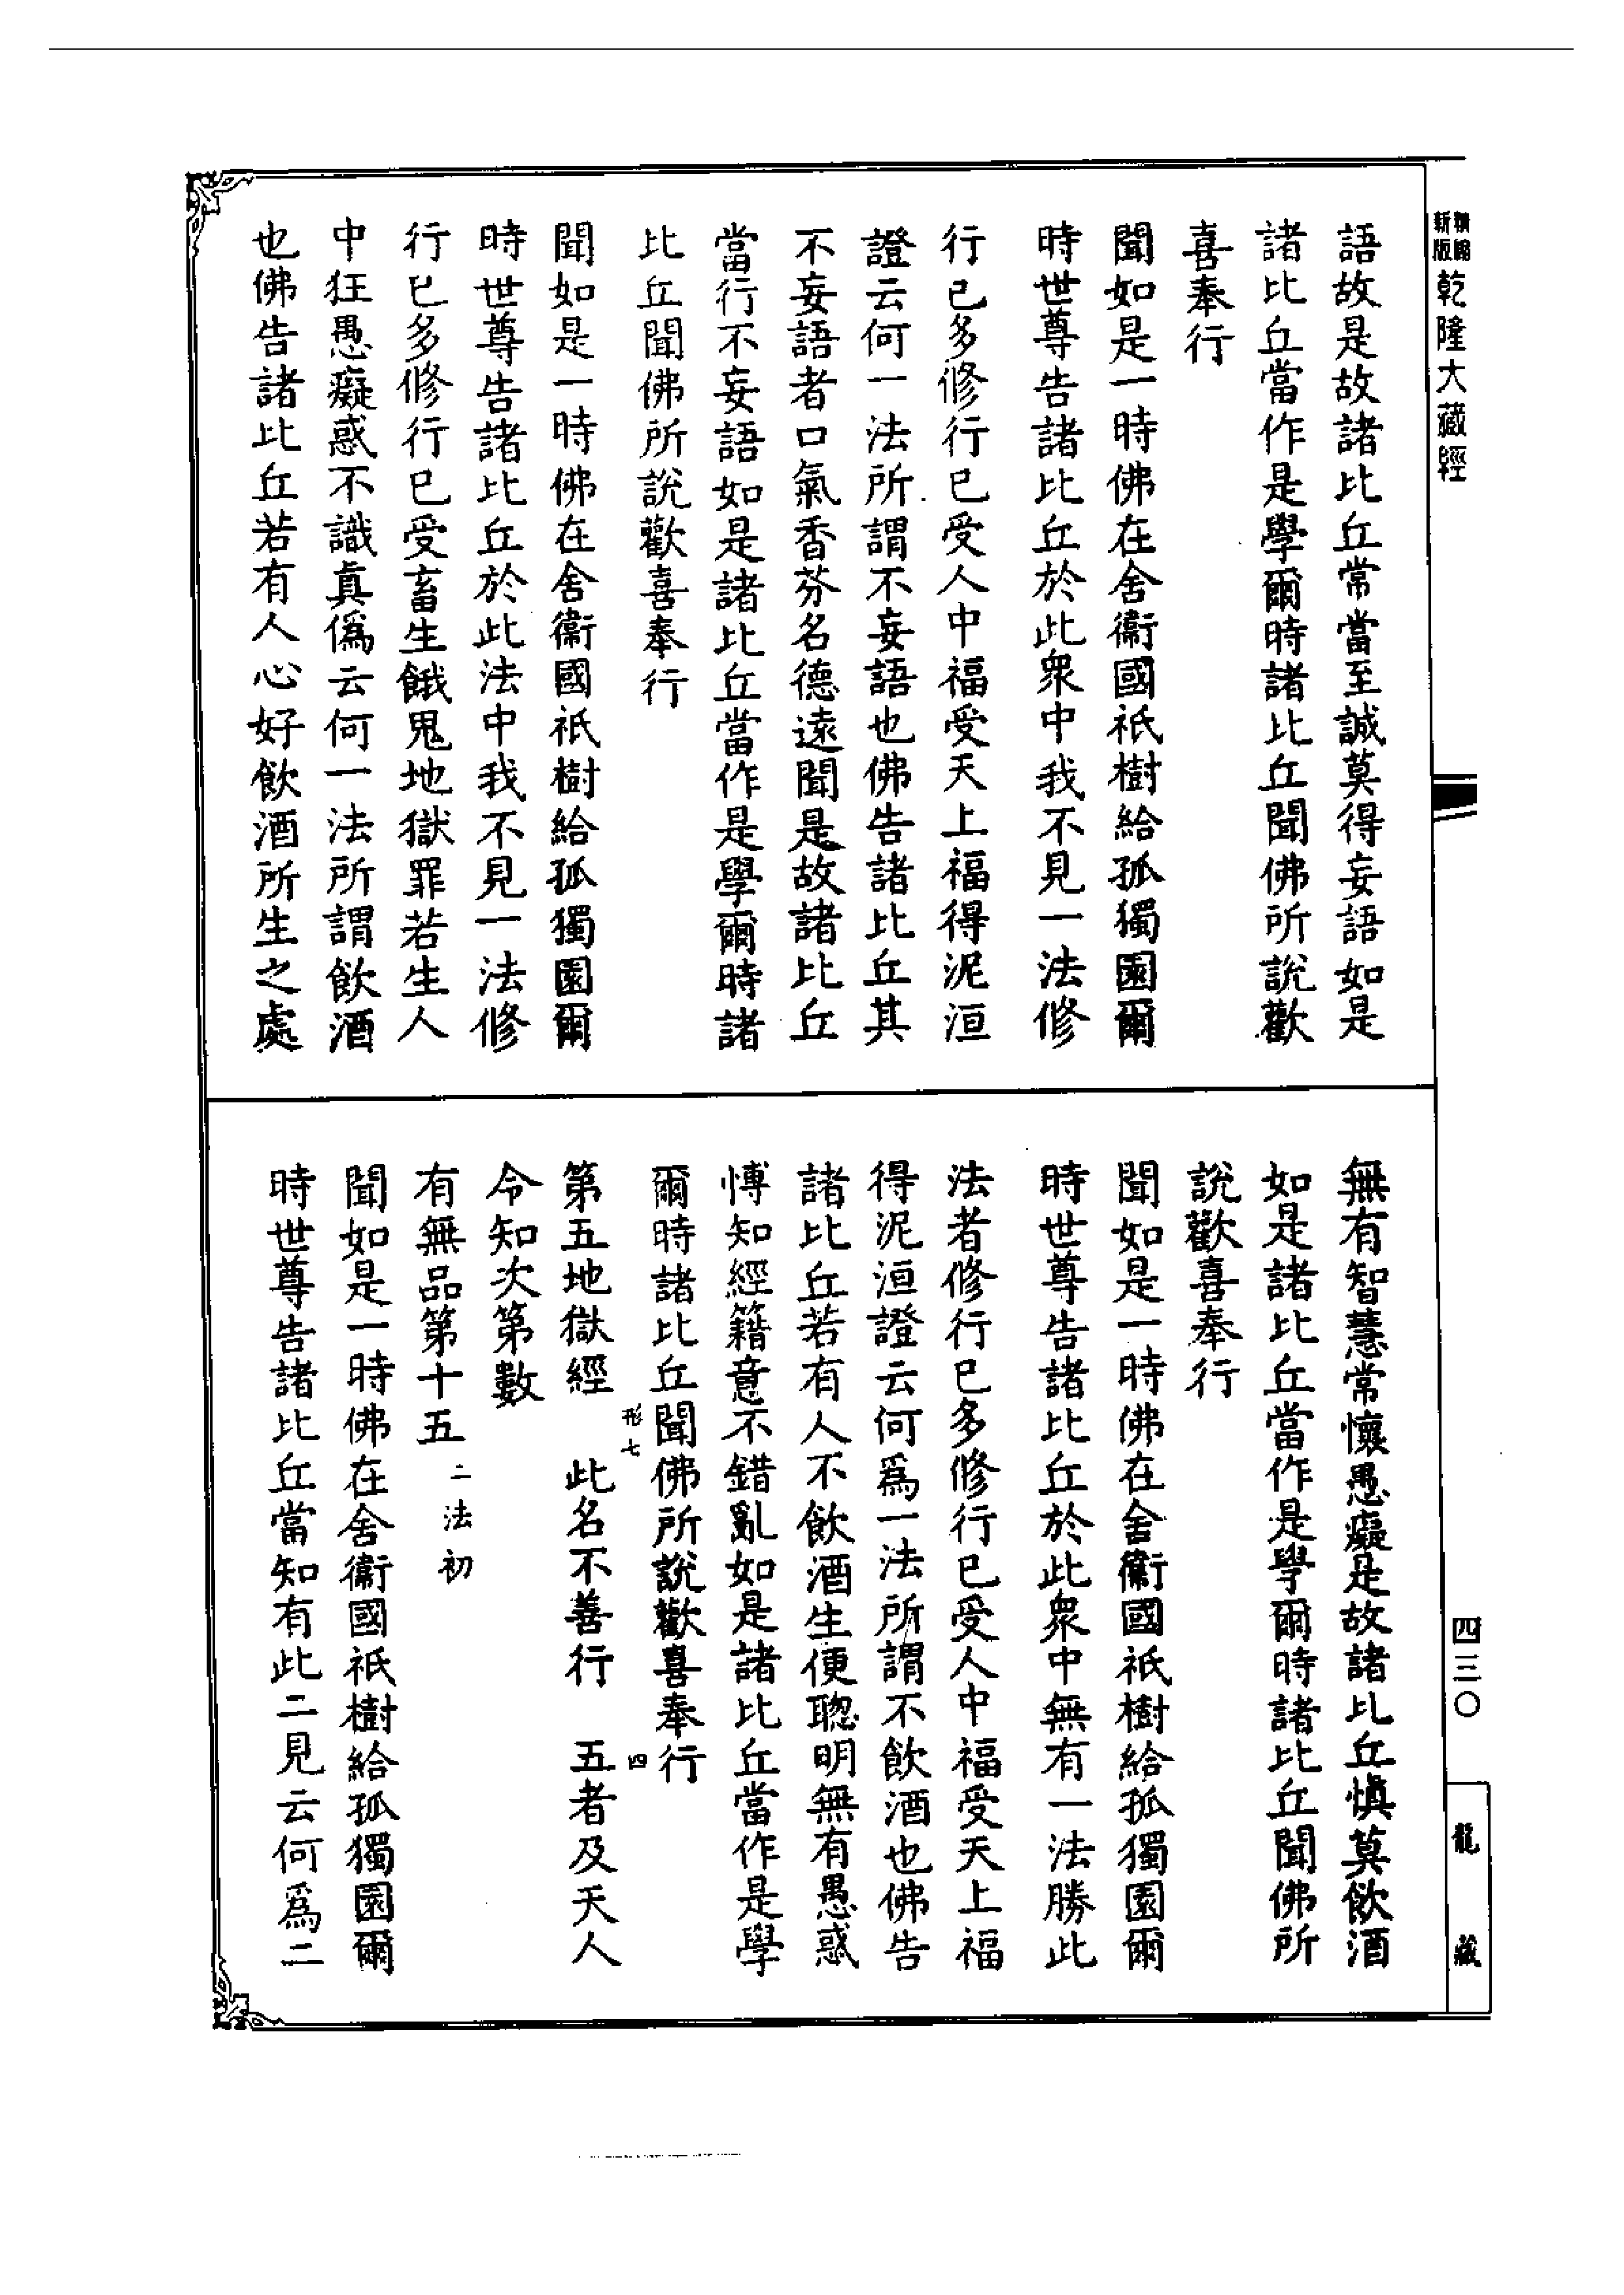 新版精縮乾隆大藏經
語故是故諸比丘常當至誠莫得妄語如是
諸比丘當作是學爾時諸比丘聞佛所說歡
喜奉行
聞如是一時佛在舍衞國祇樹給孤獨園爾
時世尊告諸比丘於此衆中我不見一法修
行已多修行已受人中福受天上福得泥洹
證云何一法所謂不妄語也佛告諸比丘其
不妄語者口氣香芬名德遠聞是故諸比丘
當行不妄語如是諸比丘當作是學爾時諸
比丘聞佛所說歡喜奉行
聞如是一時佛在舍衞國祇樹給孤獨園爾
時世尊告諸比丘於此法中我不見一法修
行已多修行已受畜生餓鬼地獄罪若生人
中狂愚癡惑不識眞僞云何一法所謂飲酒
也佛告諸比丘若有人心好飲酒所生之處
無有智慧常懷愚癡是故諸比丘愼莫飲酒
如是諸比丘當作是學爾時諸比丘聞佛所
說歡喜奉行
聞如是一時佛在舍衞國祇樹給孤獨園爾
時世尊告諸比丘於此衆中無有一法勝此
法者修行已多修行已受人中福受天上福
得泥洹證云何爲一法所謂不飲酒也佛告
諸比丘若有人不飲酒生便聰明無有愚惑
博知經籍意不錯亂如是諸比丘當作是學
爾時諸比丘聞佛所說歡喜奉行
形七 四
第五地獄經 此名不善行 五者及天人
令知次第數
有無品第十五 二法初
聞如是一時佛在舍衞國祇樹給孤獨園爾
時世尊告諸比丘當知有此二見云何爲二
四三〇
龍藏